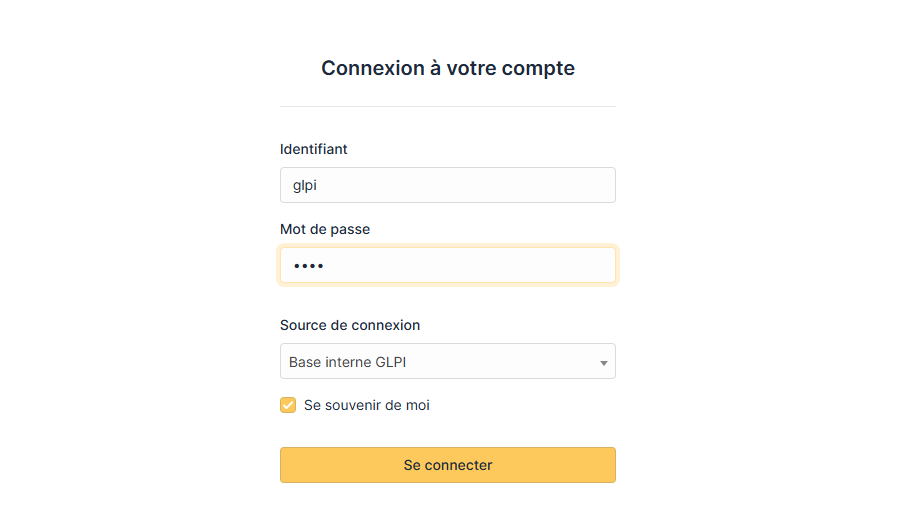 Connexion à votre compte
Identifiant
glpi
Mot de passe
••••
Source de connexion
Base interne GLPI
Se souvenir de moi
Se connecter